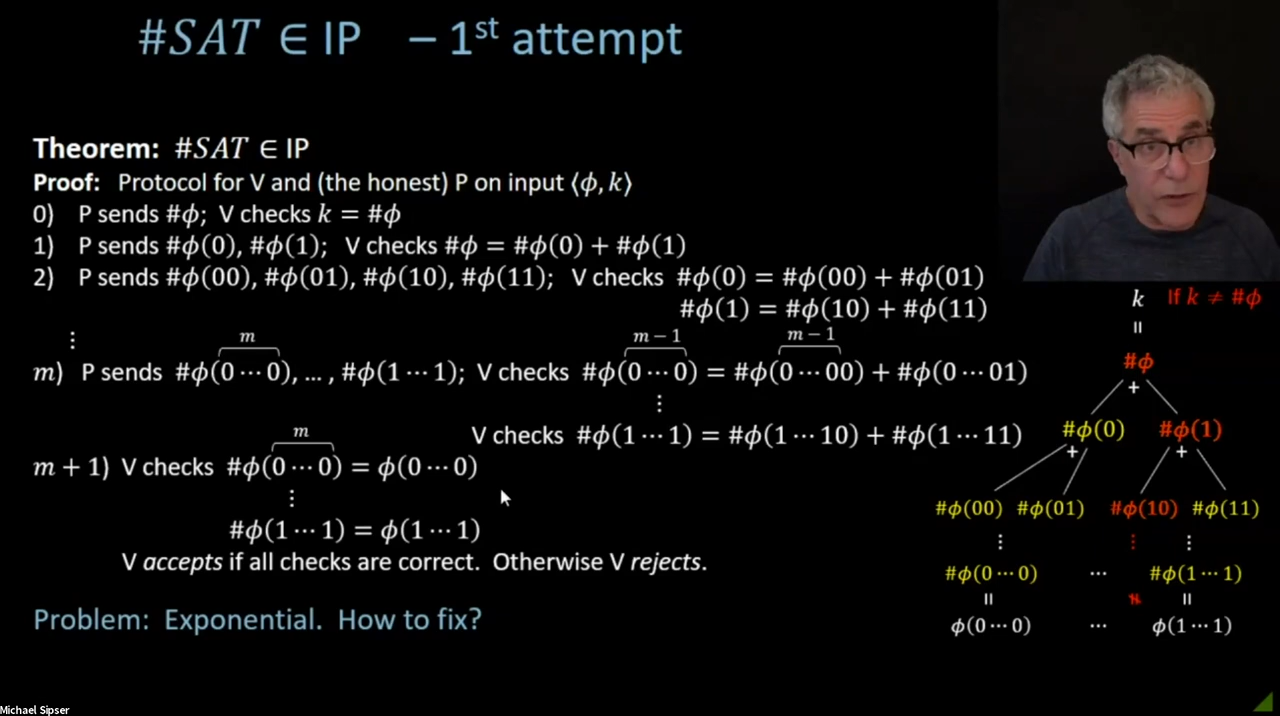 #SAT ∈ IP – 1st attempt
Theorem: #SAT ∈ IP
Proof: Protocol for V and (the honest) P on input ⟨ϕ, k⟩
0) P sends #ϕ; V checks k = #ϕ
1) P sends #ϕ(0), #ϕ(1); V checks #ϕ = #ϕ(0) + #ϕ(1)
2) P sends #ϕ(00), #ϕ(01), #ϕ(10), #ϕ(11); V checks #ϕ(0) = #ϕ(00) + #ϕ(01)
#ϕ(1) = #ϕ(10) + #ϕ(11)
⋮ m m − 1 m − 1
m) P sends #ϕ(0 ⋯ 0), … , #ϕ(1 ⋯ 1); V checks #ϕ(0 ⋯ 0) = #ϕ(0 ⋯ 00) + #ϕ(0 ⋯ 01)
⋮
m
V checks #ϕ(1 ⋯ 1) = #ϕ(1 ⋯ 10) + #ϕ(1 ⋯ 11)
m + 1) V checks #ϕ(0 ⋯ 0) = ϕ(0 ⋯ 0)
⋮
#ϕ(1 ⋯ 1) = ϕ(1 ⋯ 1)
V accepts if all checks are correct. Otherwise V rejects.
Problem: Exponential. How to fix?
k If k ≠ #ϕ
=
#ϕ
+
#ϕ(0) #ϕ(1)
+ +
#ϕ(00) #ϕ(01) #ϕ(10) #ϕ(11)
⋮ ⋮ ⋮
#ϕ(0 ⋯ 0) ⋯ #ϕ(1 ⋯ 1)
= ≠ =
ϕ(0 ⋯ 0) ⋯ ϕ(1 ⋯ 1)
Michael Sipser